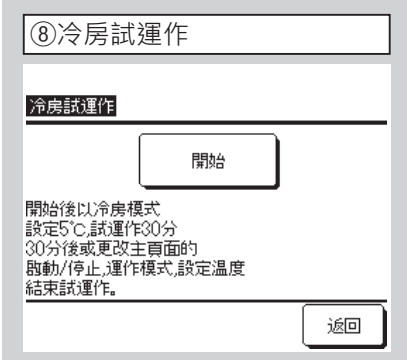 ⑧冷房試運作
冷房試運作
開始
開始後以冷房模式
設定5℃,試運作30分
30分後或更改主頁面的
啟動/停止,運作模式,設定溫度
結束試運作。
返回